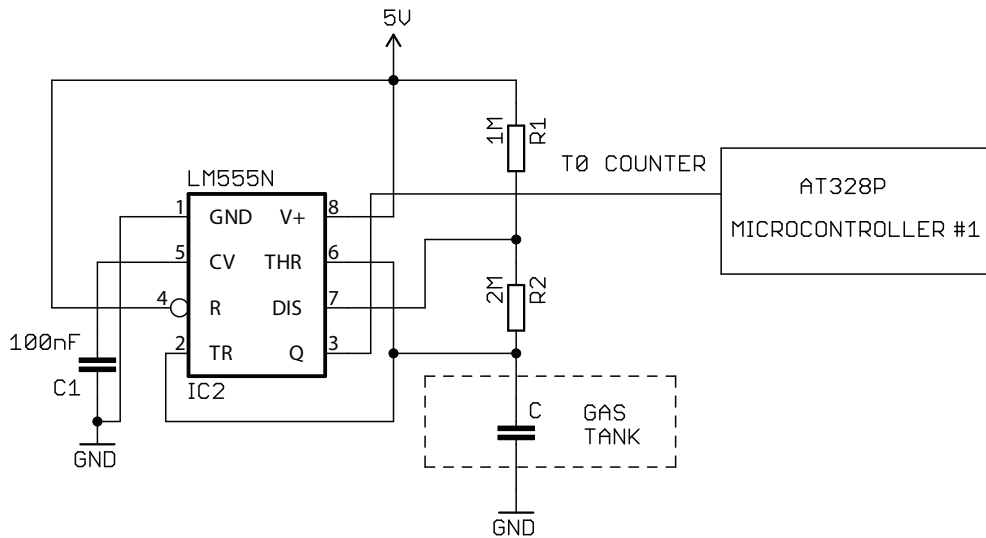 5V
1M
R1
T0 COUNTER
LM555N
AT328P
MICROCONTROLLER #1
1
GND
V+
8
5
CV
THR
6
4
R
DIS
7
2M
R2
2
TR
Q
3
100nF
C1
IC2
GND
C
GAS
TANK
GND